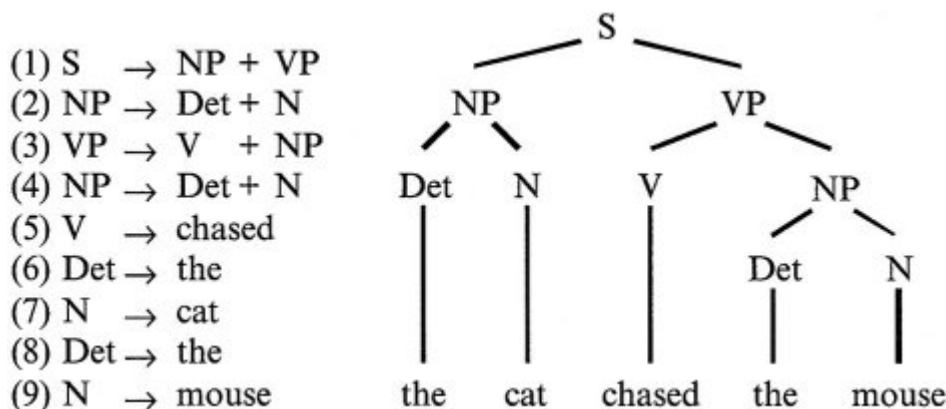 (1) S → NP + VP
(2) NP → Det + N
(3) VP → V + NP
(4) NP → Det + N
(5) V → chased
(6) Det → the
(7) N → cat
(8) Det → the
(9) N → mouse
S
NP VP
Det N V NP
Det N
the cat chased the mouse